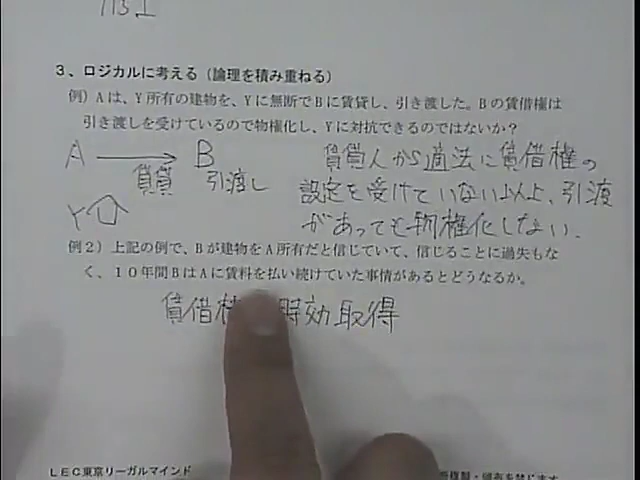 3、ロジカルに考える（論理を積み重ねる）
例）Aは、Y所有の建物を、Yに無断でBに賃貸し、引き渡した。Bの賃借権は
引き渡しを受けているので物権化し、Yに対抗できるのではないか？
A → B
賃貸 引渡し
Y
賃貸人から適法に賃借権の
設定を受けていない以上、引渡
があっても物権化しない.
例2）上記の例で、Bが建物をA所有だと信じていて、信じることに過失もな
く、10年間BはAに賃料を払い続けていた事情があるとどうなるか。
賃借権 時効取得
LEC東京リーガルマインド